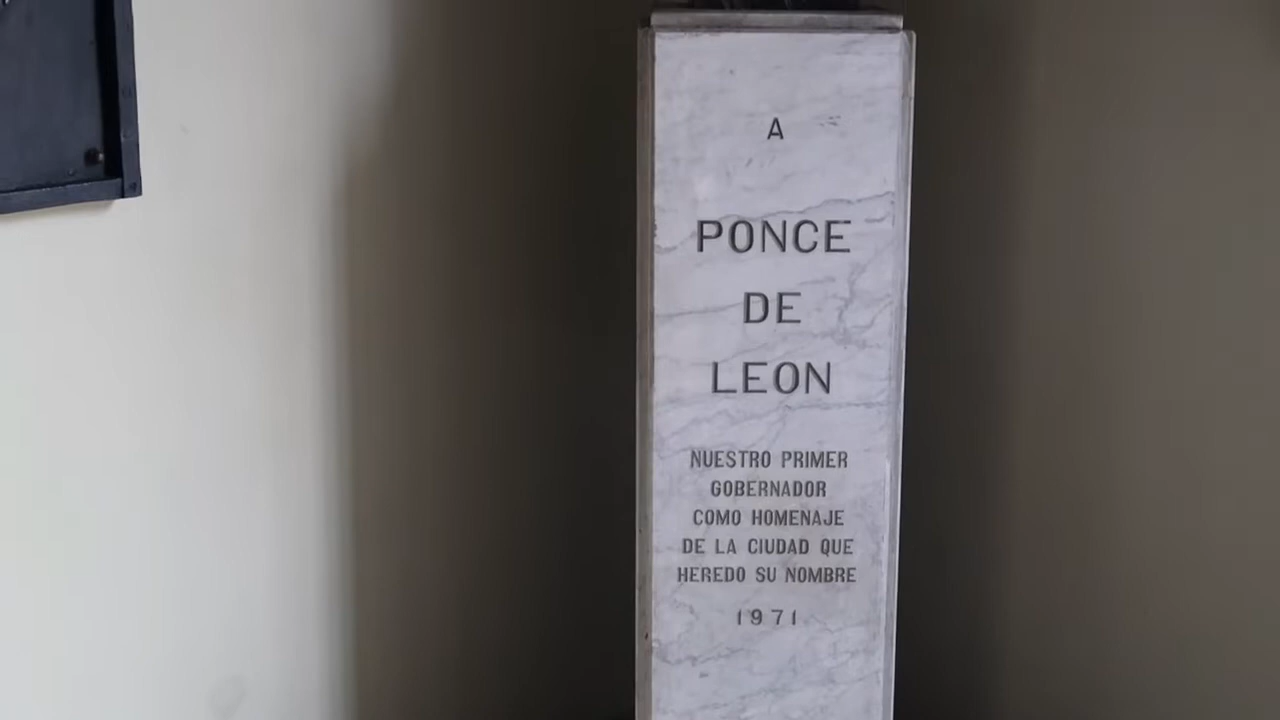 A
PONCE
DE
LEON
NUESTRO PRIMER
GOBERNADOR
COMO HOMENAJE
DE LA CIUDAD QUE
HEREDO SU NOMBRE
1971